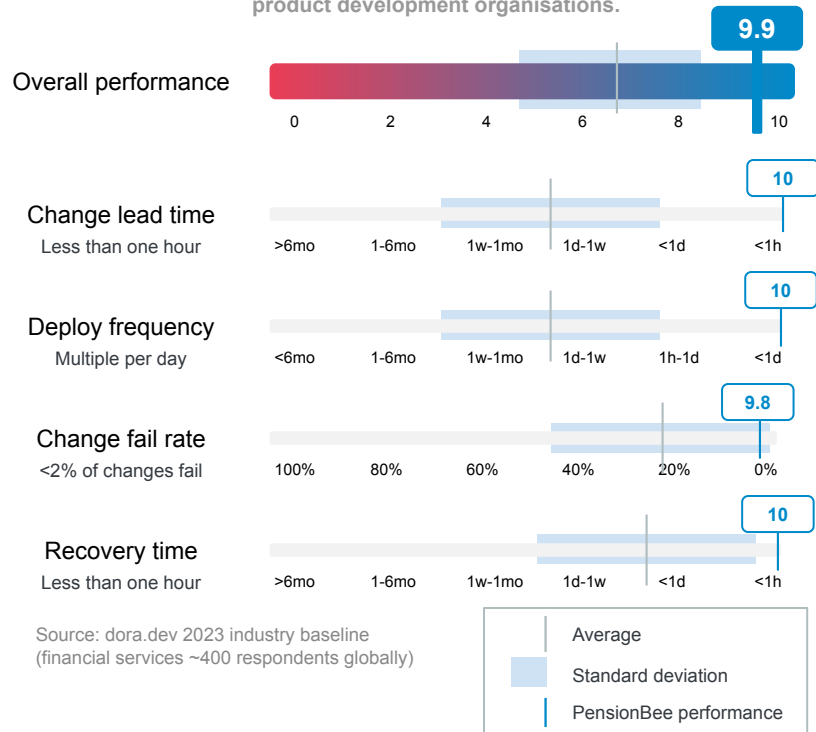 product development organisations.
9.9
Overall performance
0 2 4 6 8 10
10
Change lead time
Less than one hour
>6mo 1-6mo 1w-1mo 1d-1w <1d <1h
10
Deploy frequency
Multiple per day
<6mo 1-6mo 1w-1mo 1d-1w 1h-1d <1d
9.8
Change fail rate
<2% of changes fail
100% 80% 60% 40% 20% 0%
10
Recovery time
Less than one hour
>6mo 1-6mo 1w-1mo 1d-1w <1d <1h
Source: dora.dev 2023 industry baseline
(financial services ~400 respondents globally)
Average
Standard deviation
PensionBee performance